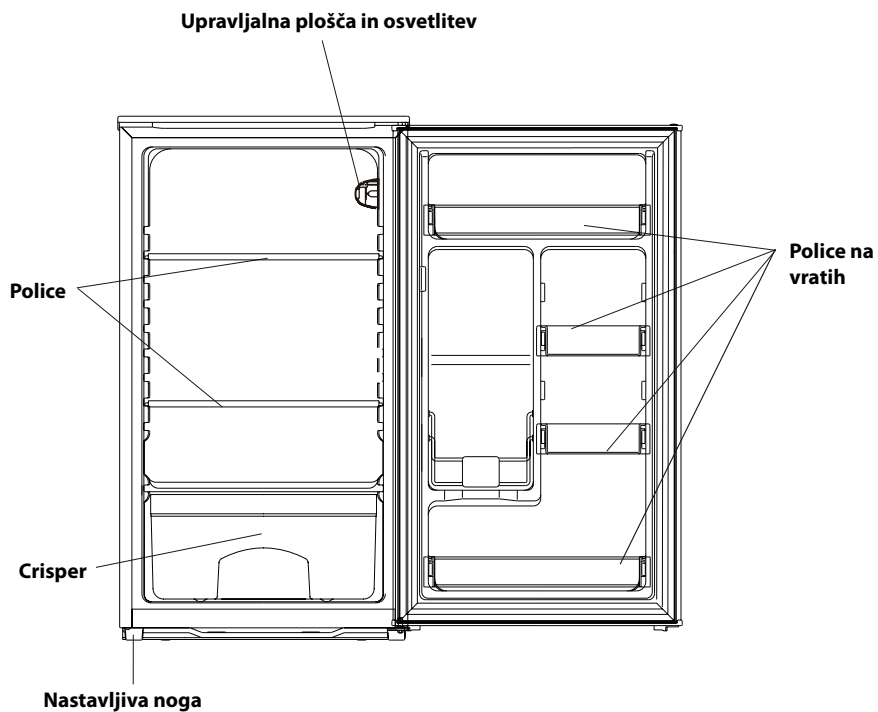 Upravljalna plošča in osvetlitev
Police na
vratih
Police
Crisper
Nastavljiva noga